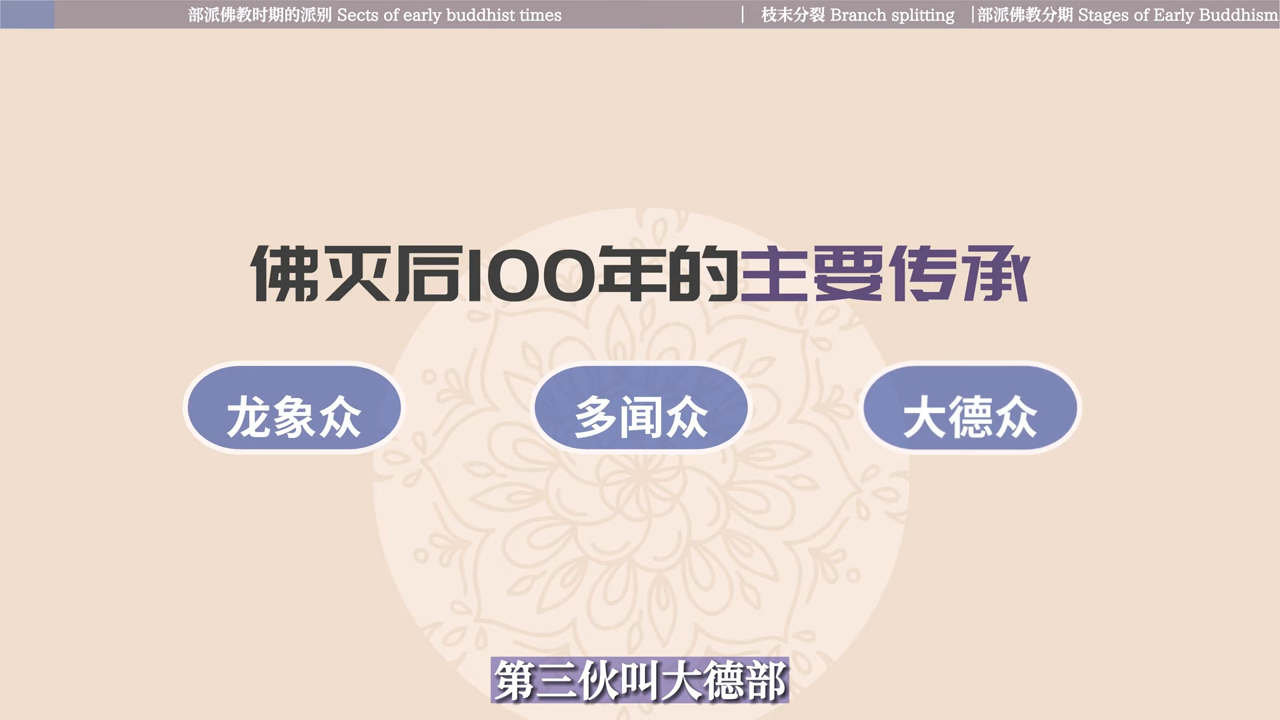 部派佛教时期的派别 Sects of early buddhist times | 枝末分裂 Branch splitting | 部派佛教分期 Stages of Early Buddhism
佛灭后100年的主要传承
龙象众 多闻众 大德众
第三伙叫大德部